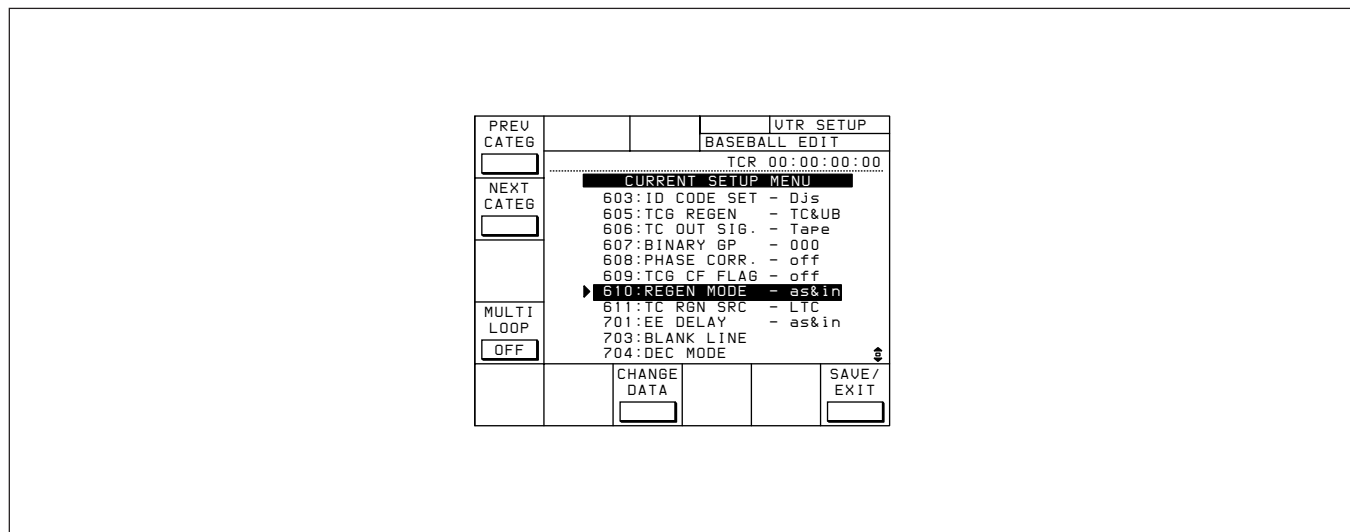 PREV
CATEG
NEXT
CATEG
MULTI
LOOP
OFF
VTR SETUP
BASEBALL EDIT
TCR 00:00:00:00
CURRENT SETUP MENU
603:ID CODE SET - DJs
605:TCG REGEN - TC&UB
606:TC OUT SIG. - Tape
607:BINARY GP - 000
608:PHASE CORR. - off
609:TCG CF FLAG - off
610:REGEN MODE - as&in
611:TC RGN SRC - LTC
701:EE DELAY - as&in
703:BLANK LINE
704:DEC MODE
CHANGE
DATA
SAVE/
EXIT